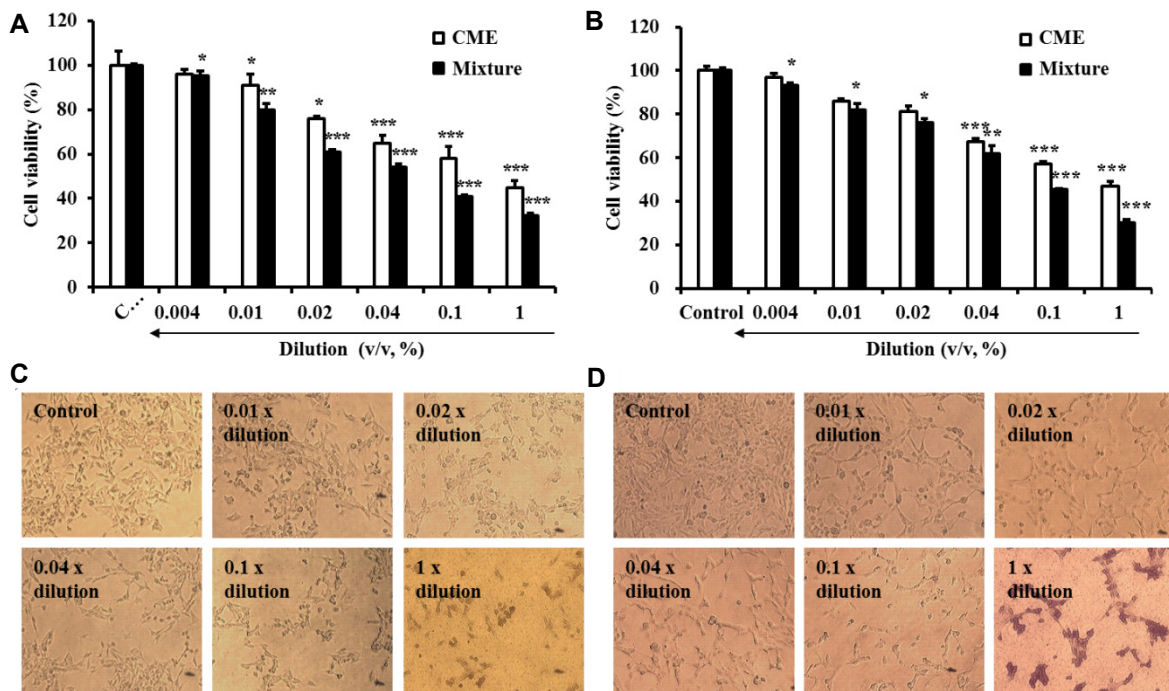 A
120
100
80
60
40
20
0
Cell viability (%)
CME
Mixture
*
*
**
*
***
***
***
***
***
***
***
C...
0.004
0.01
0.02
0.04
0.1
1
Dilution (v/v, %)
B
120
100
80
60
40
20
0
Cell viability (%)
CME
Mixture
*
*
*
***
**
***
***
***
***
Control
0.004
0.01
0.02
0.04
0.1
1
Dilution (v/v, %)
C
Control
0.01 x
dilution
0.02 x
dilution
0.04 x
dilution
0.1 x
dilution
1 x
dilution
D
Control
0.01 x
dilution
0.02 x
dilution
0.04 x
dilution
0.1 x
dilution
1 x
dilution